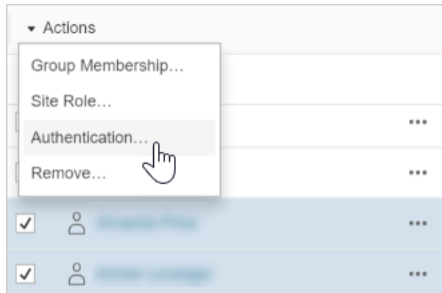 Actions
Group Membership...
Site Role...
Authentication...
Remove...